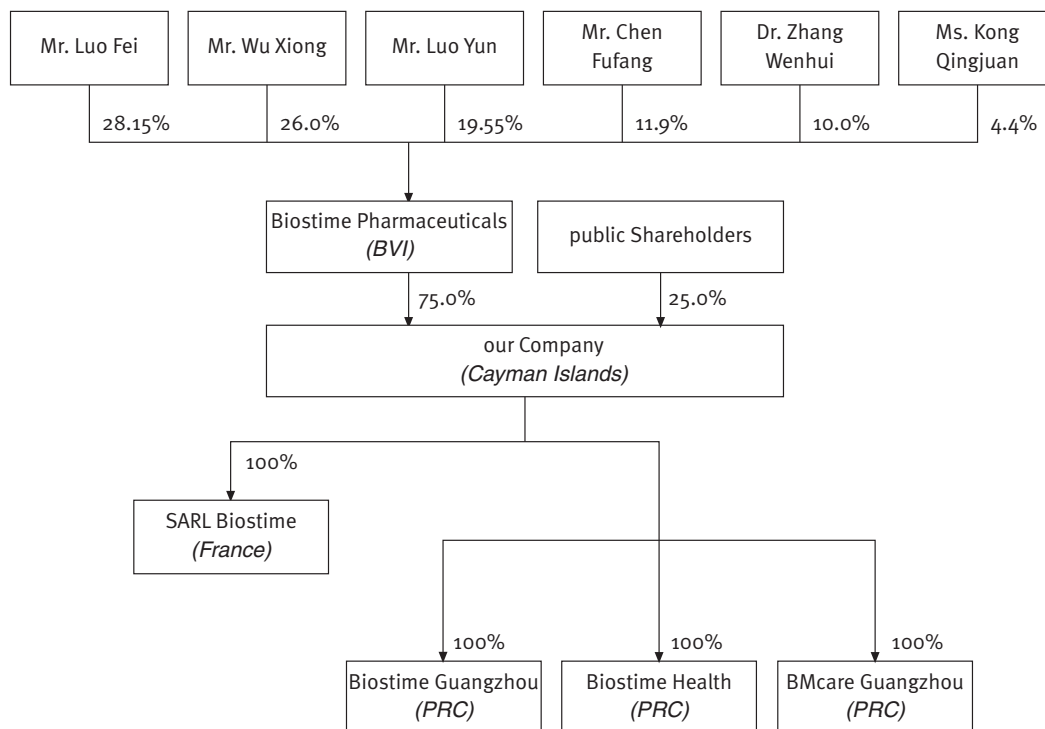 Mr. Luo Fei
Mr. Wu Xiong
Mr. Luo Yun
Mr. Chen
Fufang
Dr. Zhang
Wenhui
Ms. Kong
Qingjuan
28.15%
26.0%
19.55%
11.9%
10.0%
4.4%
Biostime Pharmaceuticals
(BVI)
public Shareholders
75.0%
25.0%
our Company
(Cayman Islands)
100%
SARL Biostime
(France)
100%
100%
100%
Biostime Guangzhou
(PRC)
Biostime Health
(PRC)
BMcare Guangzhou
(PRC)